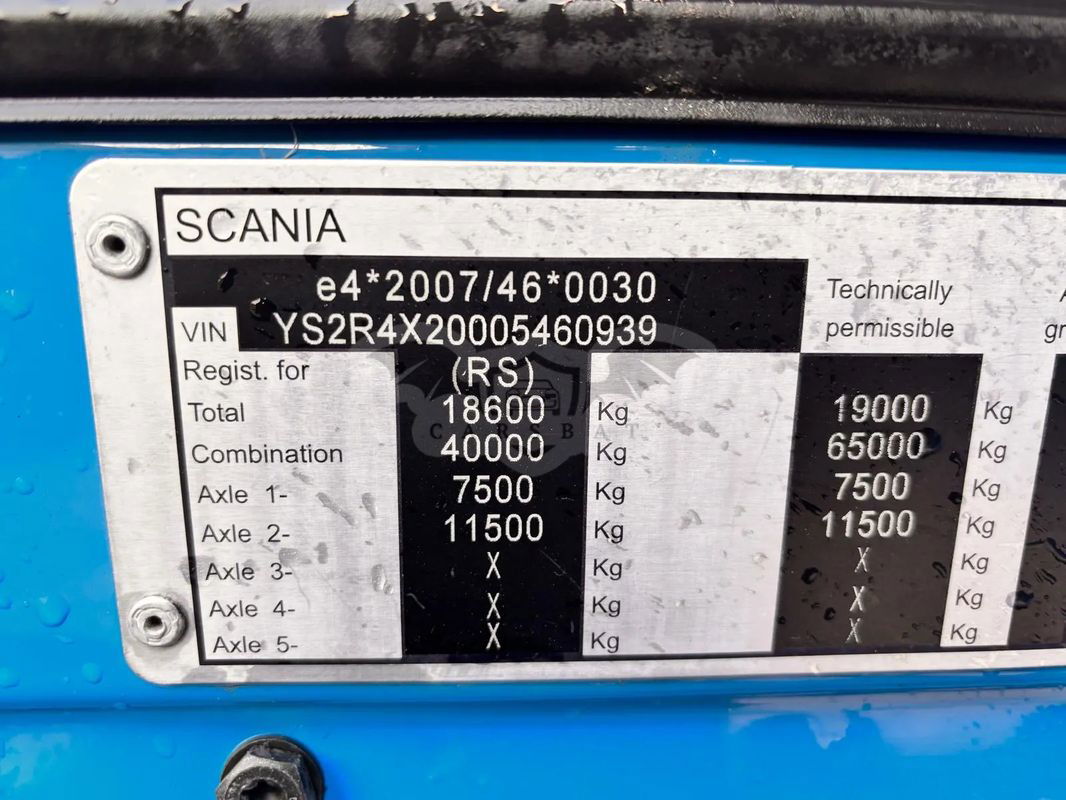 SCANIA
e4*2007/46*0030
VIN YS2R4X20005460939
Technically
permissible
Regist. for (RS)
Total 18600 Kg 19000 Kg
CARSBAT
Combination 40000 Kg 65000 Kg
Axle 1- 7500 Kg 7500 Kg
Axle 2- 11500 Kg 11500 Kg
Axle 3- X Kg X Kg
Axle 4- X Kg X Kg
Axle 5- X Kg X Kg